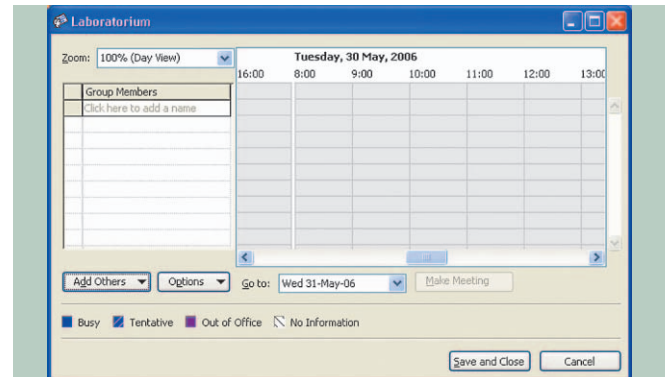 Laboratorium
Zoom: 100% (Day View)
Tuesday, 30 May, 2006
16:00 8:00 9:00 10:00 11:00 12:00 13:00
Group Members
Click here to add a name
Add Others Options Go to: Wed 31-May-06 Make Meeting
Busy Tentative Out of Office No Information
Save and Close Cancel